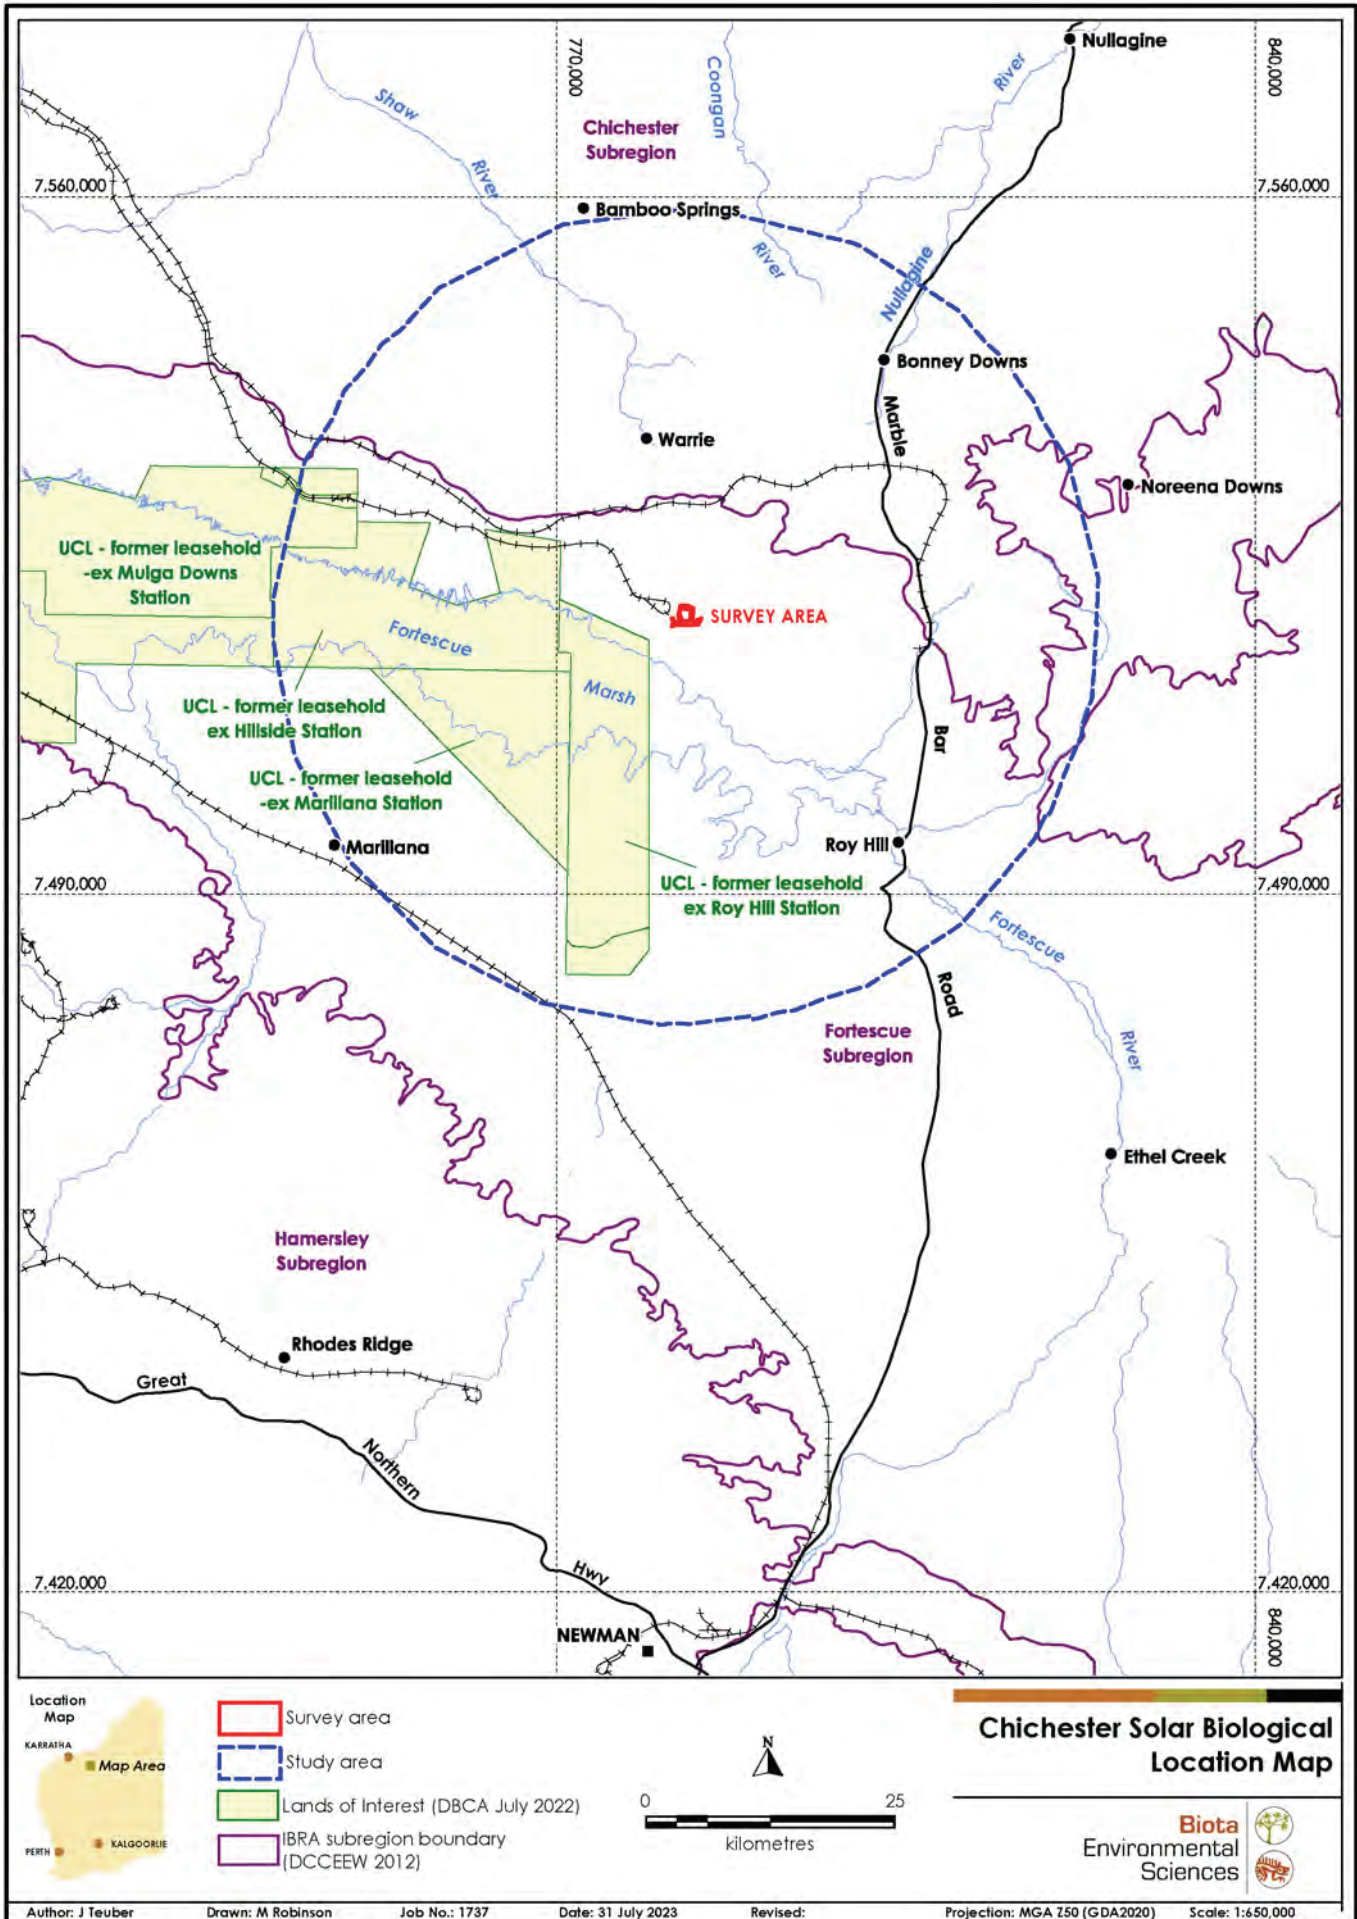 Nullagine
770,000
840,000
Coongan
River
Shaw
River
Chichester
Subregion
7,560,000
7,560,000
Bamboo Springs
River
Nullagine
Bonney Downs
Marble
Warrie
Noreena Downs
UCL - former leasehold
-ex Mulga Downs
Station
SURVEY AREA
Fortescue
Marsh
UCL - former leasehold
ex Hillside Station
Bar
UCL - former leasehold
-ex Marillana Station
Marillana
Roy Hill
7,490,000
7,490,000
UCL - former leasehold
ex Roy Hill Station
Fortescue
Road
Fortescue
Subregion
River
Ethel Creek
Hamersley
Subregion
Rhodes Ridge
Great
Northern
Hwy
7,420,000
7,420,000
NEWMAN
840,000
Location
Map
KARRATHA
Map Area
KALGOORLIE
PERTH
Survey area
Study area
Lands of Interest (DBCA July 2022)
IBRA subregion boundary
(DCCEEW 2012)
N
0 25
kilometres
Chichester Solar Biological
Location Map
Biota
Environmental
Sciences
Author: J Teuber Drawn: M Robinson Job No.: 1737 Date: 31 July 2023 Revised: Projection: MGA Z50 (GDA2020) Scale: 1:650,000